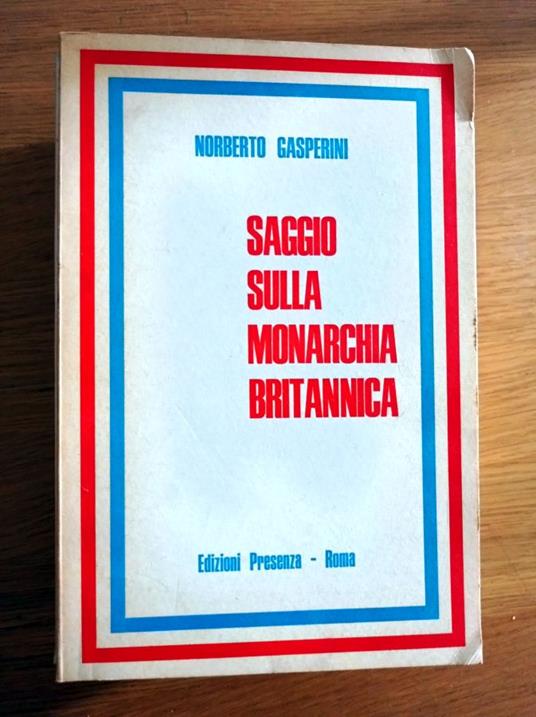 NORBERTO GASPERINI
SAGGIO
SULLA
MONARCHIA
BRITANNICA
Edizioni Presenza - Roma